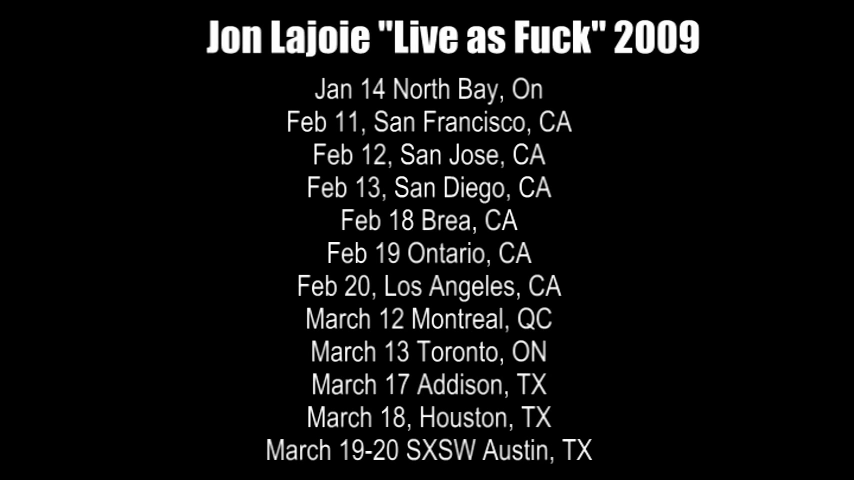 Jon Lajoie "Live as Fuck" 2009
Jan 14 North Bay, On
Feb 11, San Francisco, CA
Feb 12, San Jose, CA
Feb 13, San Diego, CA
Feb 18 Brea, CA
Feb 19 Ontario, CA
Feb 20, Los Angeles, CA
March 12 Montreal, QC
March 13 Toronto, ON
March 17 Addison, TX
March 18, Houston, TX
March 19-20 SXSW Austin, TX